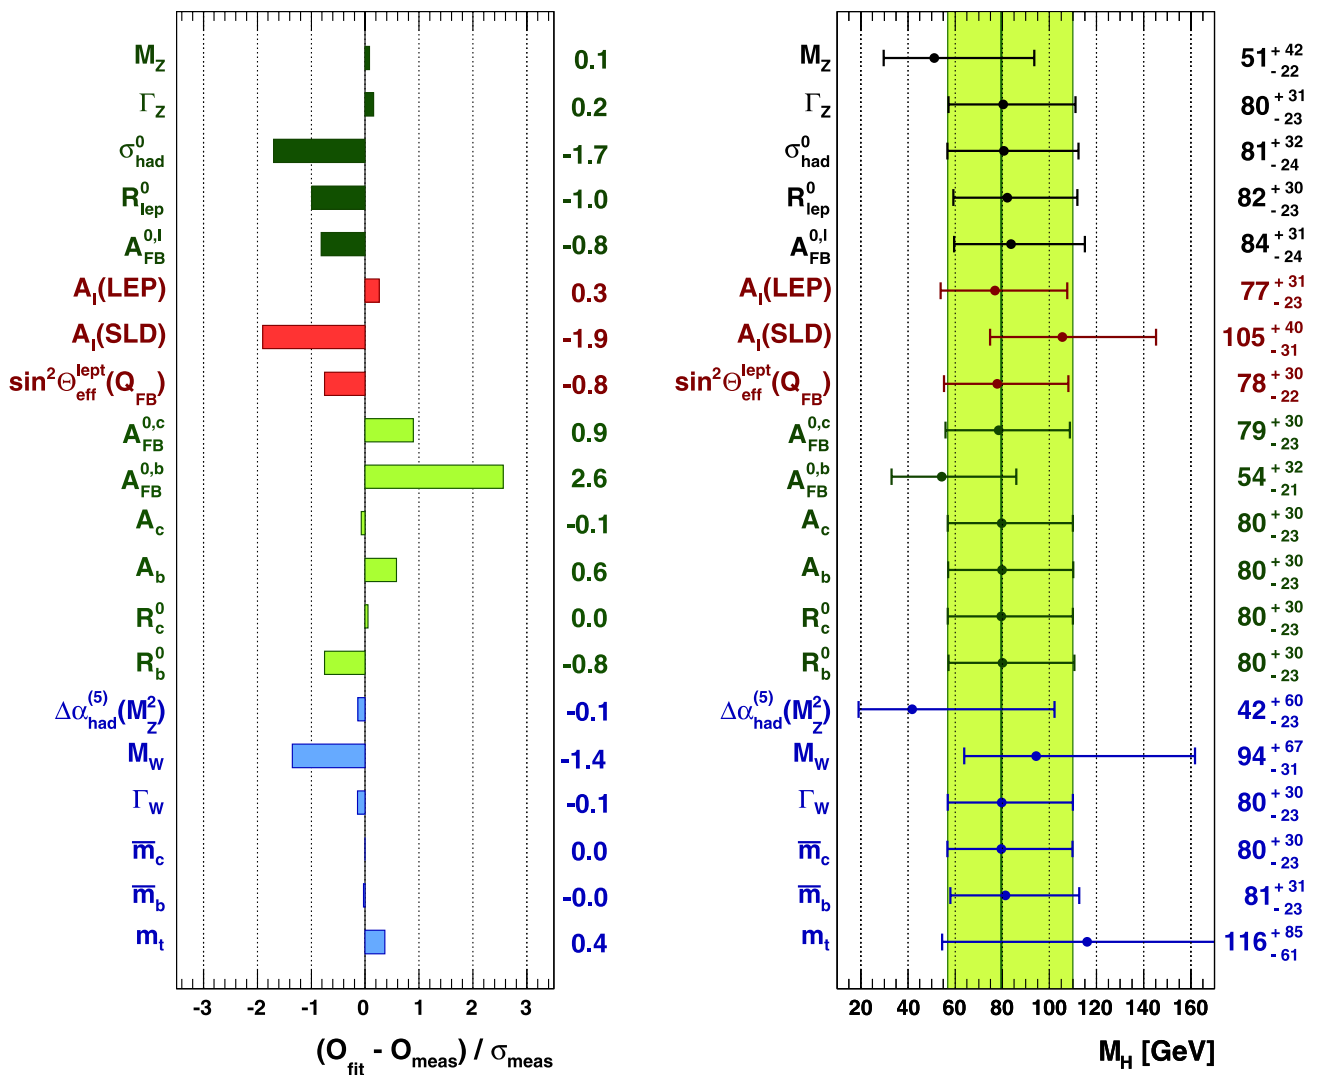 M_Z 0.1
Γ_Z 0.2
σ^0_had -1.7
R^0_lep -1.0
A^0,l_FB -0.8
A_l(LEP) 0.3
A_l(SLD) -1.9
sin²Θ^lept_eff(Q_FB) -0.8
A^0,c_FB 0.9
A^0,b_FB 2.6
A_c -0.1
A_b 0.6
R^0_c 0.0
R^0_b -0.8
Δα^(5)_had(M²_Z) -0.1
M_W -1.4
Γ_W -0.1
m̅_c 0.0
m̅_b -0.0
m_t 0.4
-3 -2 -1 0 1 2 3
(O_fit - O_meas) / σ_meas
M_Z 51 +42 -22
Γ_Z 80 +31 -23
σ^0_had 81 +32 -24
R^0_lep 82 +30 -23
A^0,l_FB 84 +31 -24
A_l(LEP) 77 +31 -23
A_l(SLD) 105 +40 -31
sin²Θ^lept_eff(Q_FB) 78 +30 -22
A^0,c_FB 79 +30 -23
A^0,b_FB 54 +32 -21
A_c 80 +30 -23
A_b 80 +30 -23
R^0_c 80 +30 -23
R^0_b 80 +30 -23
Δα^(5)_had(M²_Z) 42 +60 -23
M_W 94 +67 -31
Γ_W 80 +30 -23
m̅_c 80 +30 -23
m̅_b 81 +31 -23
m_t 116 +85 -61
20 40 60 80 100 120 140 160
M_H [GeV]